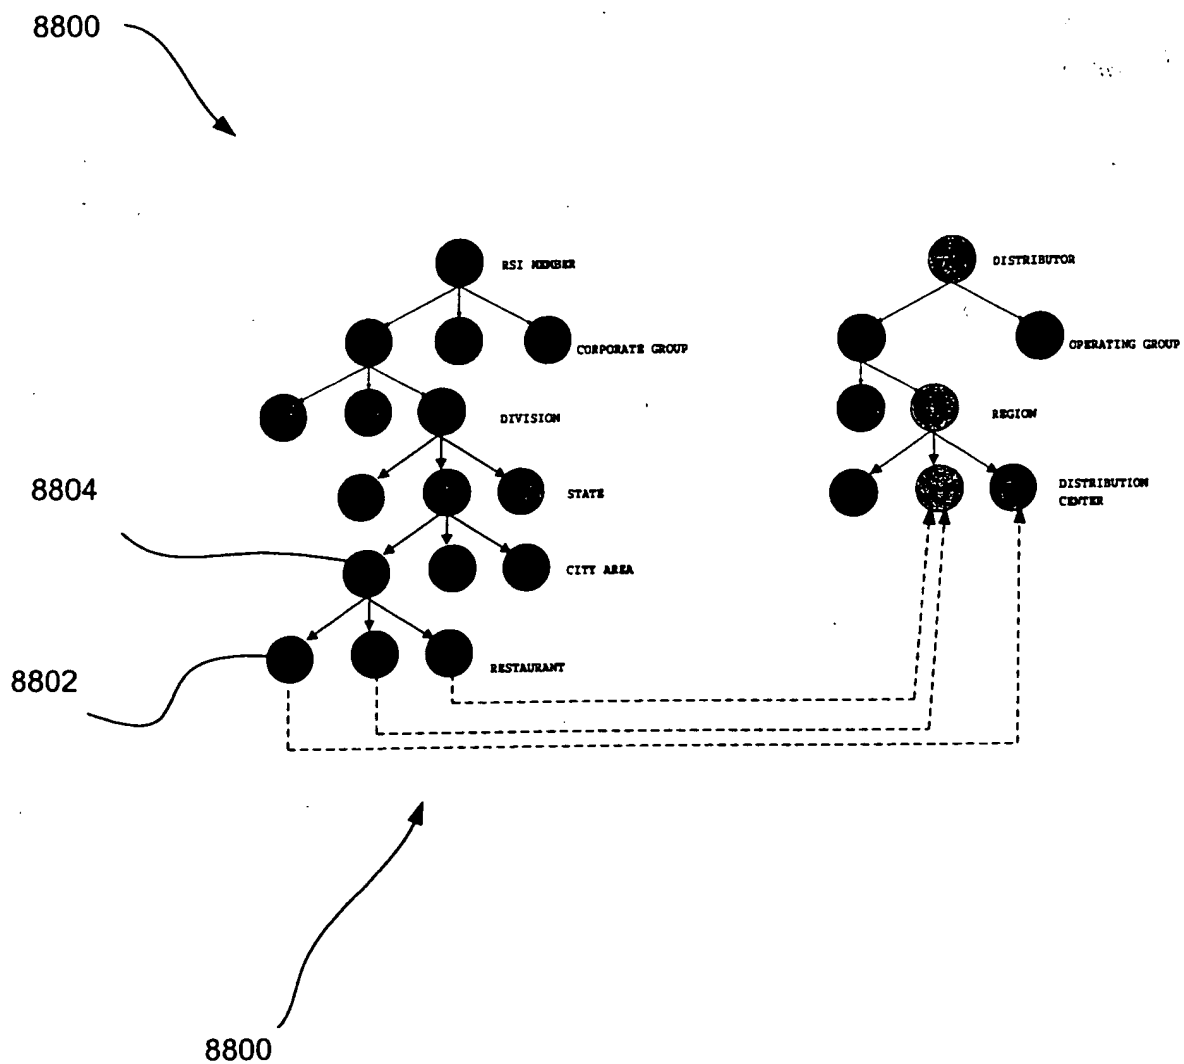 8800
RSI MEMBER
DISTRIBUTOR
CORPORATE GROUP
OPERATING GROUP
DIVISION
REGION
8804
STATE
DISTRIBUTION
CENTER
CITY AREA
8802
RESTAURANT
8800